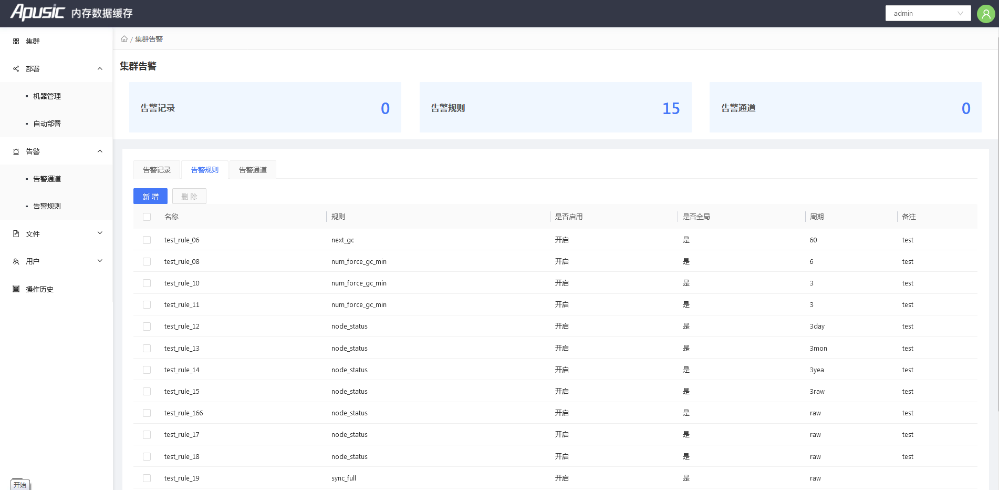 Apusic 内存数据缓存
admin
集群
部署
机器管理
自动部署
告警
告警通道
告警规则
文件
用户
操作历史
开始
/ 集群告警
集群告警
告警记录 0
告警规则 15
告警通道 0
告警记录 告警规则 告警通道
新增 删除
名称 规则 是否启用 是否全局 周期 备注
test_rule_06 next_gc 开启 是 60 test
test_rule_08 num_force_gc_min 开启 是 6 test
test_rule_10 num_force_gc_min 开启 是 3 test
test_rule_11 num_force_gc_min 开启 是 3 test
test_rule_12 node_status 开启 是 3day test
test_rule_13 node_status 开启 是 3mon test
test_rule_14 node_status 开启 是 3yea test
test_rule_15 node_status 开启 是 3raw test
test_rule_166 node_status 开启 是 raw test
test_rule_17 node_status 开启 是 raw test
test_rule_18 node_status 开启 是 raw test
test_rule_19 sync_full 开启 是 raw